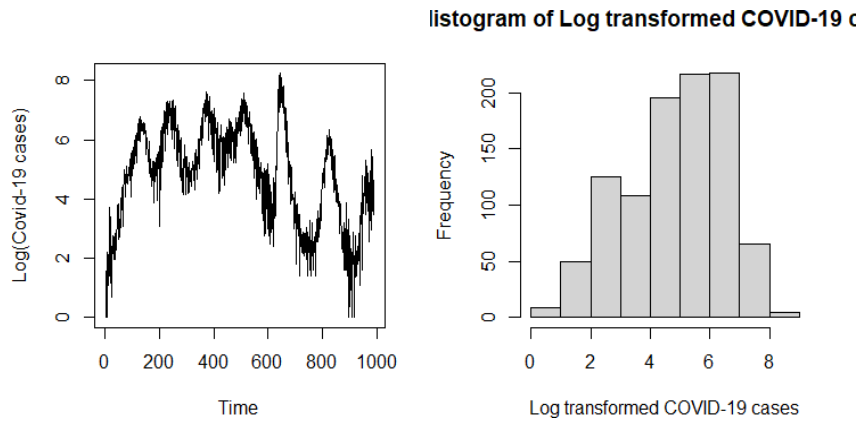 Log(Covid-19 cases)
8
6
4
2
0
0 200 400 600 800 1000
Time
listogram of Log transformed COVID-19 c
Frequency
200
150
100
50
0
0 2 4 6 8
Log transformed COVID-19 cases